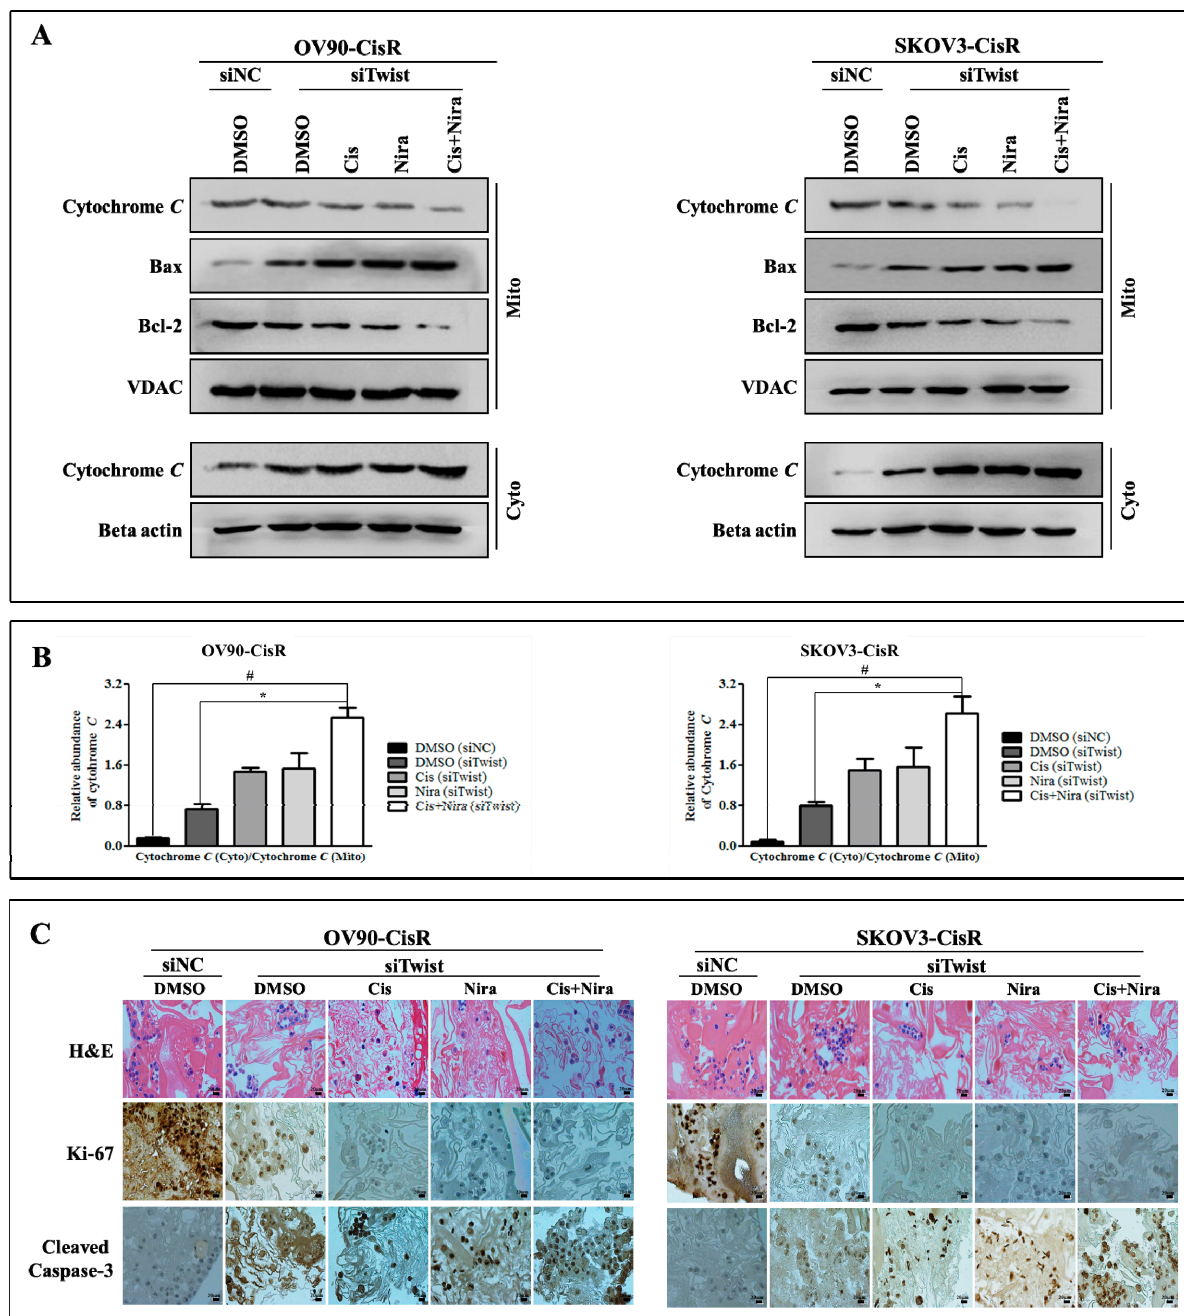 A
OV90-CisR
siNC siTwist
DMSO DMSO Cis Nira Cis+Nira
Cytochrome C
Bax
Bcl-2
VDAC
Mito
Cytochrome C
Beta actin
Cyto
SKOV3-CisR
siNC siTwist
DMSO DMSO Cis Nira Cis+Nira
Cytochrome C
Bax
Bcl-2
VDAC
Mito
Cytochrome C
Beta actin
Cyto
B
OV90-CisR
#
*
3.2
2.4
1.6
0.8
0.0
Relative abundance
of cytohrome C
DMSO (siNC)
DMSO (siTwist)
Cis (siTwist)
Nira (siTwist)
Cis+Nira (siTwist)
Cytochrome C (Cyto)/Cytochrome C (Mito)
SKOV3-CisR
#
*
3.2
2.4
1.6
0.8
0.0
Relative abundance
of Cytochrome C
DMSO (siNC)
DMSO (siTwist)
Cis (siTwist)
Nira (siTwist)
Cis+Nira (siTwist)
Cytochrome C (Cyto)/Cytochrome C (Mito)
C
OV90-CisR
siNC siTwist
DMSO DMSO Cis Nira Cis+Nira
SKOV3-CisR
siNC siTwist
DMSO DMSO Cis Nira Cis+Nira
H&E
Ki-67
Cleaved
Caspase-3